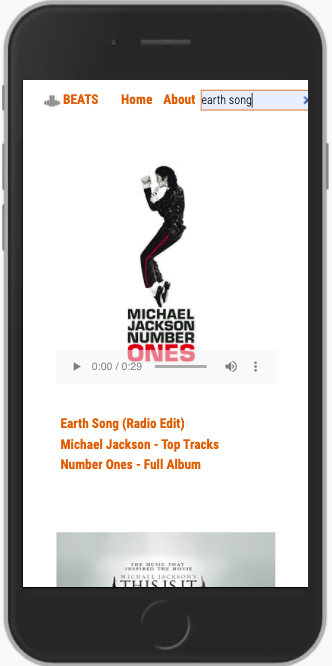 BEATS Home About earth song
MICHAEL
JACKSON
NUMBER
ONES
0:00 / 0:29
Earth Song (Radio Edit)
Michael Jackson - Top Tracks
Number Ones - Full Album
THE MUSIC THAT
INSPIRED THE MOVIE
MICHAEL JACKSON'S
THIS IS IT